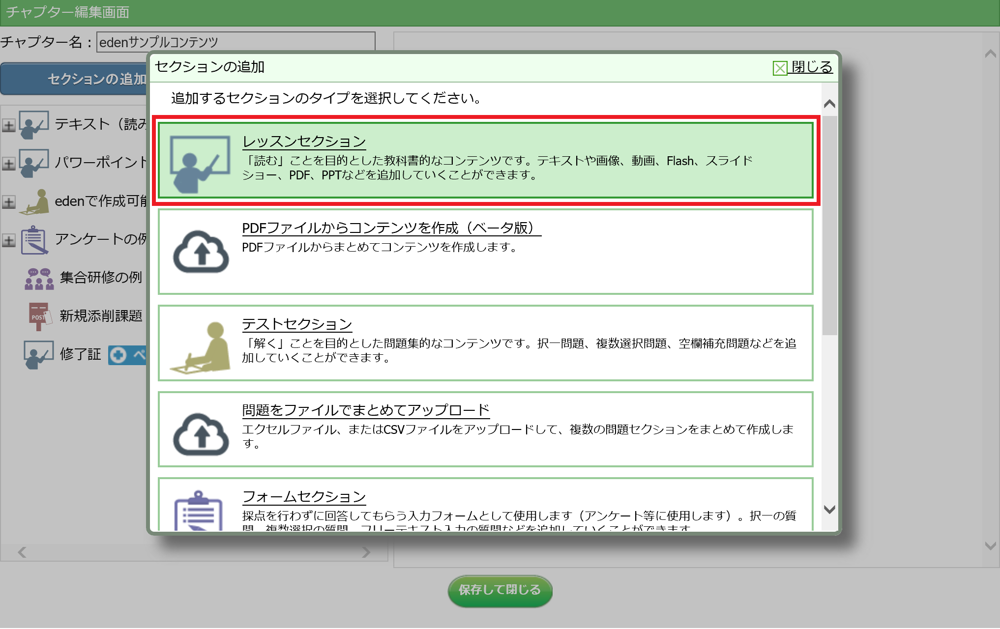 チャプター編集画面
チャプター名：
edenサンプルコンテンツ
セクションの追加
テキスト（読み
パワーポイント
edenで作成可能
アンケートの例
集合研修の例
POST
新規添削課題
修了証
ペ
セクションの追加
閉じる
追加するセクションのタイプを選択してください。
レッスンセクション
「読む」ことを目的とした教科書的なコンテンツです。テキストや画像、動画、Flash、スライド
ショー、PDF、PPTなどを追加していくことができます。
PDFファイルからコンテンツを作成（ベータ版）
PDFファイルからまとめてコンテンツを作成します。
テストセクション
「解く」ことを目的とした問題集的なコンテンツです。択一問題、複数選択問題、空欄補充問題などを追
加していくことができます。
問題をファイルでまとめてアップロード
エクセルファイル、またはCSVファイルをアップロードして、複数の問題セクションをまとめて作成しま
す。
フォームセクション
採点を行わずに回答してもらう入力フォームとして使用します（アンケート等に使用します）。択一の質
問、複数選択の質問、フリーテキスト入力の質問などを追加していくことができます。
保存して閉じる